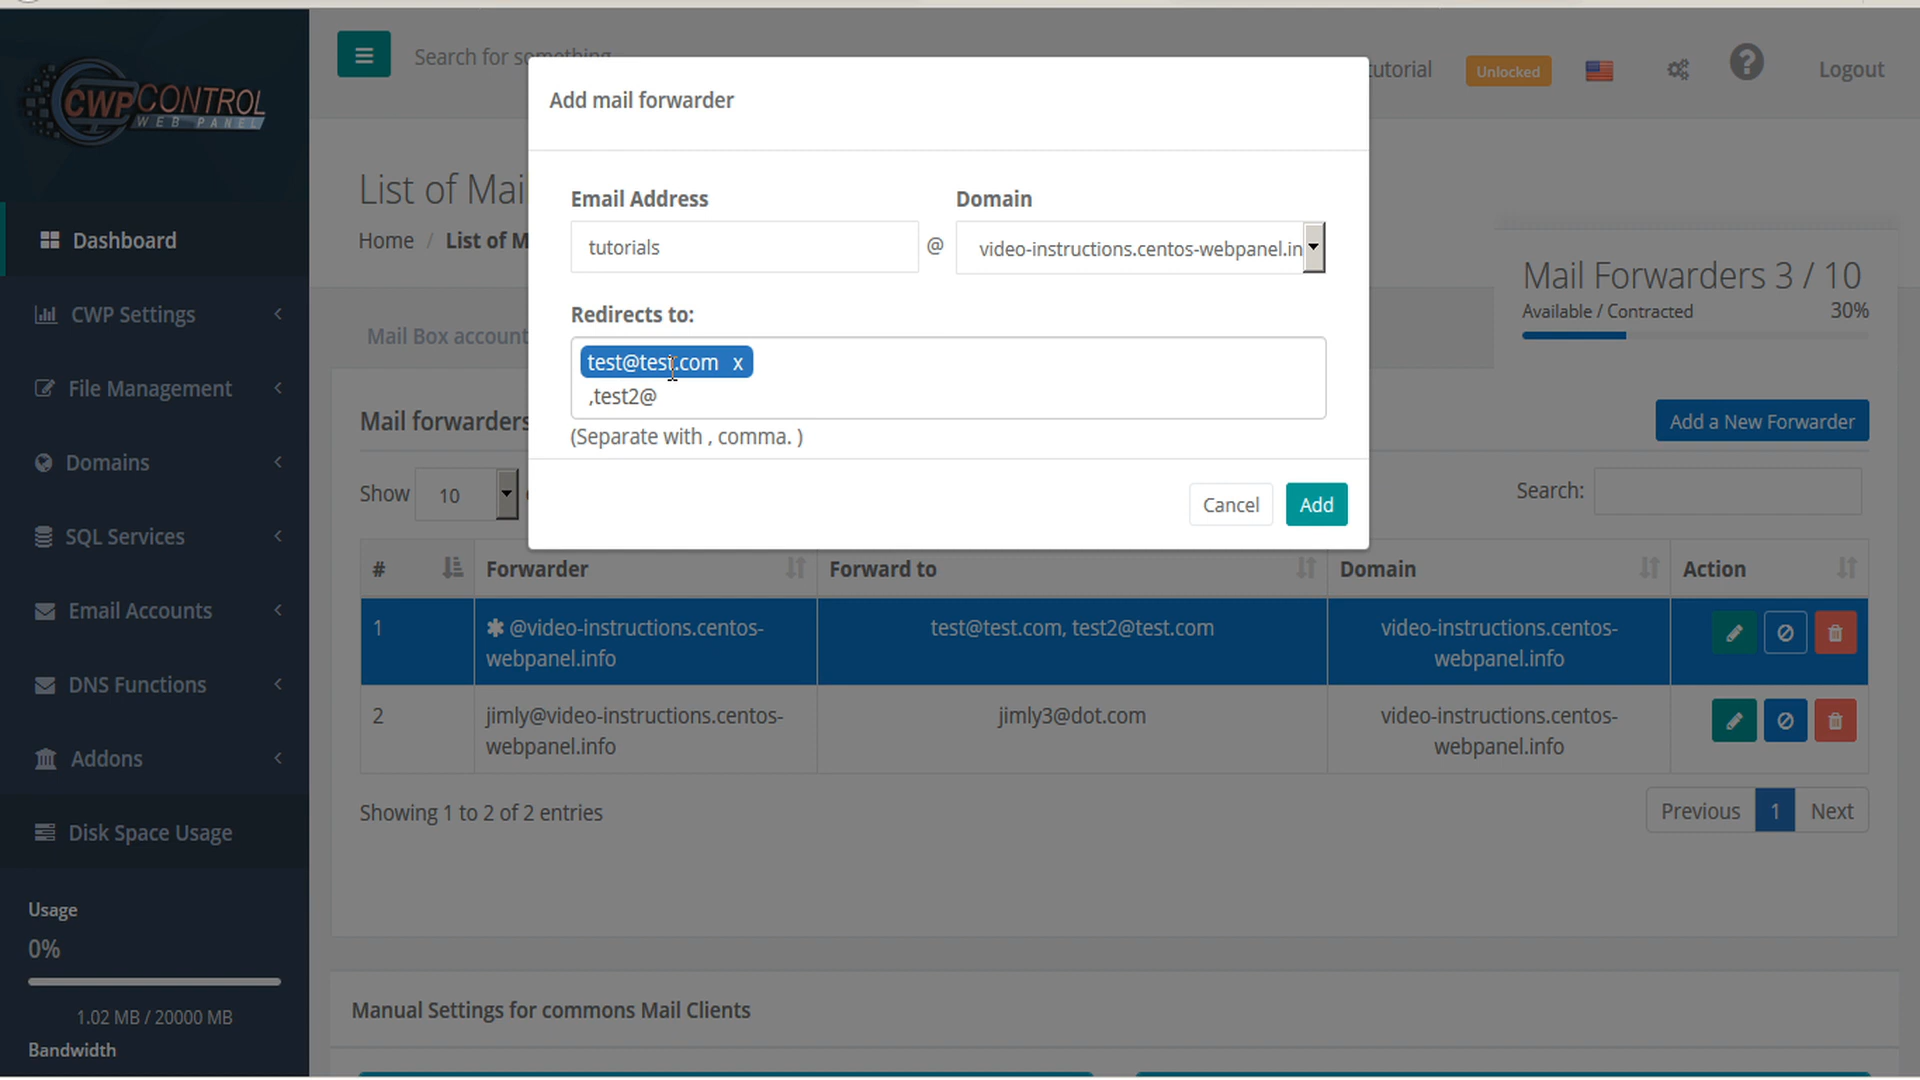 CWP CONTROL
WEB PANEL
Search for something
tutorial
Unlocked
Logout
Add mail forwarder
List of Mai
Home / List of M
Email Address
Domain
tutorials
@
video-instructions.centos-webpanel.in
Redirects to:
test@test.com x
,test2@
(Separate with , comma. )
Cancel
Add
Mail Forwarders 3 / 10
Available / Contracted
30%
Dashboard
CWP Settings
File Management
Domains
SQL Services
Email Accounts
DNS Functions
Addons
Disk Space Usage
Usage
0%
1.02 MB / 20000 MB
Bandwidth
Mail Box account
Mail forwarders
Add a New Forwarder
Show 10
Search:
# Forwarder Forward to Domain Action
1 ✱ @video-instructions.centos-webpanel.info test@test.com, test2@test.com video-instructions.centos-webpanel.info
2 jimly@video-instructions.centos-webpanel.info jimly3@dot.com video-instructions.centos-webpanel.info
Showing 1 to 2 of 2 entries
Previous 1 Next
Manual Settings for commons Mail Clients